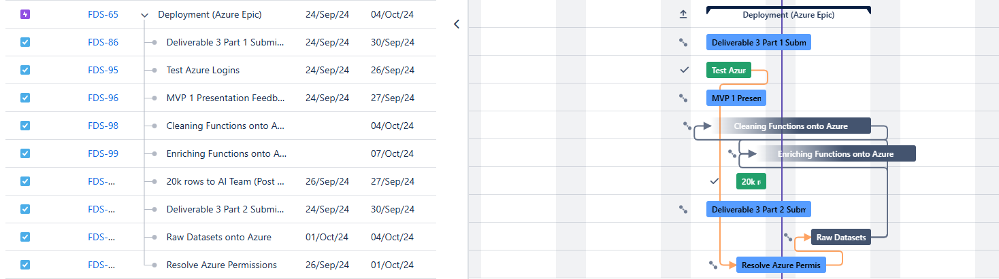 FDS-65 Deployment (Azure Epic) 24/Sep/24 04/Oct/24 Deployment (Azure Epic)
FDS-86 Deliverable 3 Part 1 Submi... 24/Sep/24 30/Sep/24 Deliverable 3 Part 1 Subm
FDS-95 Test Azure Logins 24/Sep/24 26/Sep/24 Test Azur
FDS-96 MVP 1 Presentation Feedb... 24/Sep/24 27/Sep/24 MVP 1 Presen
FDS-98 Cleaning Functions onto A... 04/Oct/24 Cleaning Functions onto Azure
FDS-99 Enriching Functions onto A... 07/Oct/24 Enriching Functions onto Azure
FDS-... 20k rows to AI Team (Post ... 26/Sep/24 27/Sep/24 20k r
FDS-... Deliverable 3 Part 2 Submi... 24/Sep/24 30/Sep/24 Deliverable 3 Part 2 Subm
FDS-... Raw Datasets onto Azure 01/Oct/24 04/Oct/24 Raw Datasets
FDS-... Resolve Azure Permissions 26/Sep/24 01/Oct/24 Resolve Azure Permis